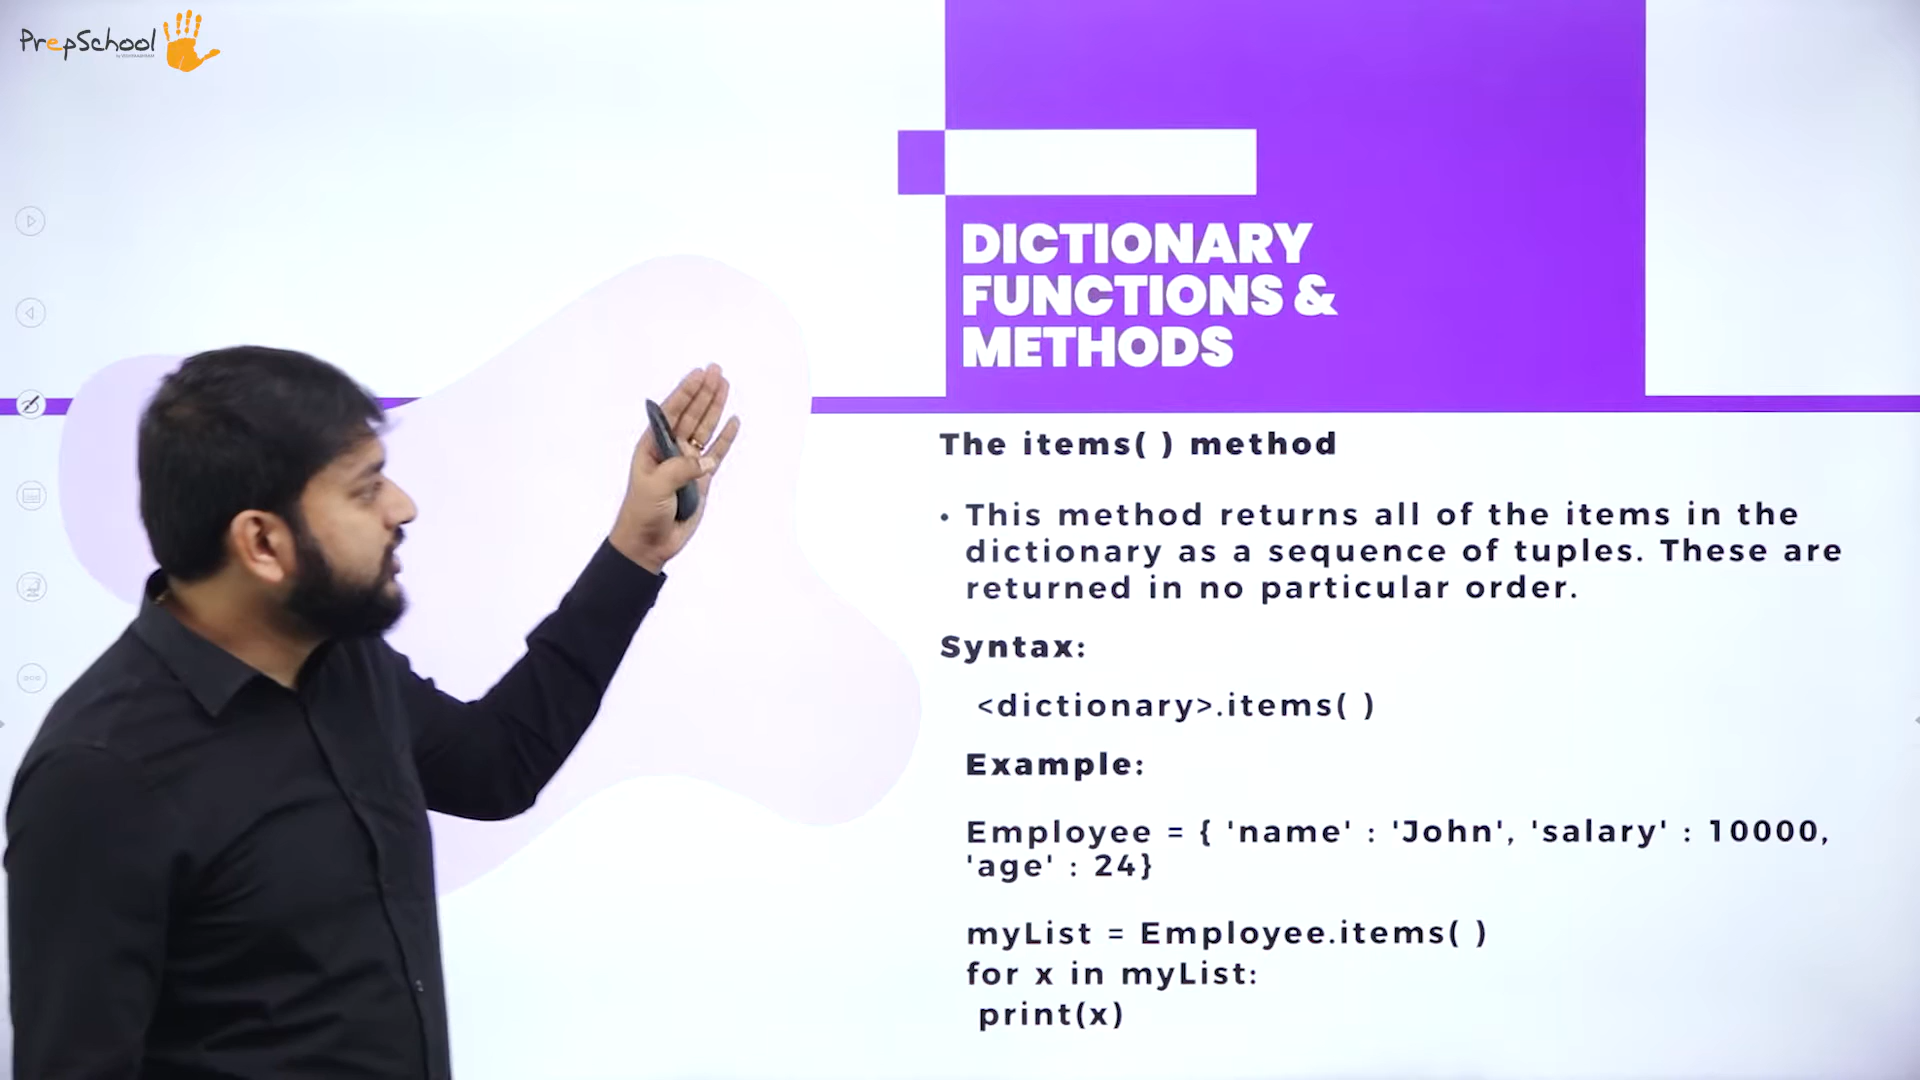 PrepSchool
DICTIONARY
FUNCTIONS &
METHODS
The items( ) method
• This method returns all of the items in the
dictionary as a sequence of tuples. These are
returned in no particular order.
Syntax:
<dictionary>.items( )
Example:
Employee = { 'name' : 'John', 'salary' : 10000,
'age' : 24}
myList = Employee.items( )
for x in myList:
print(x)